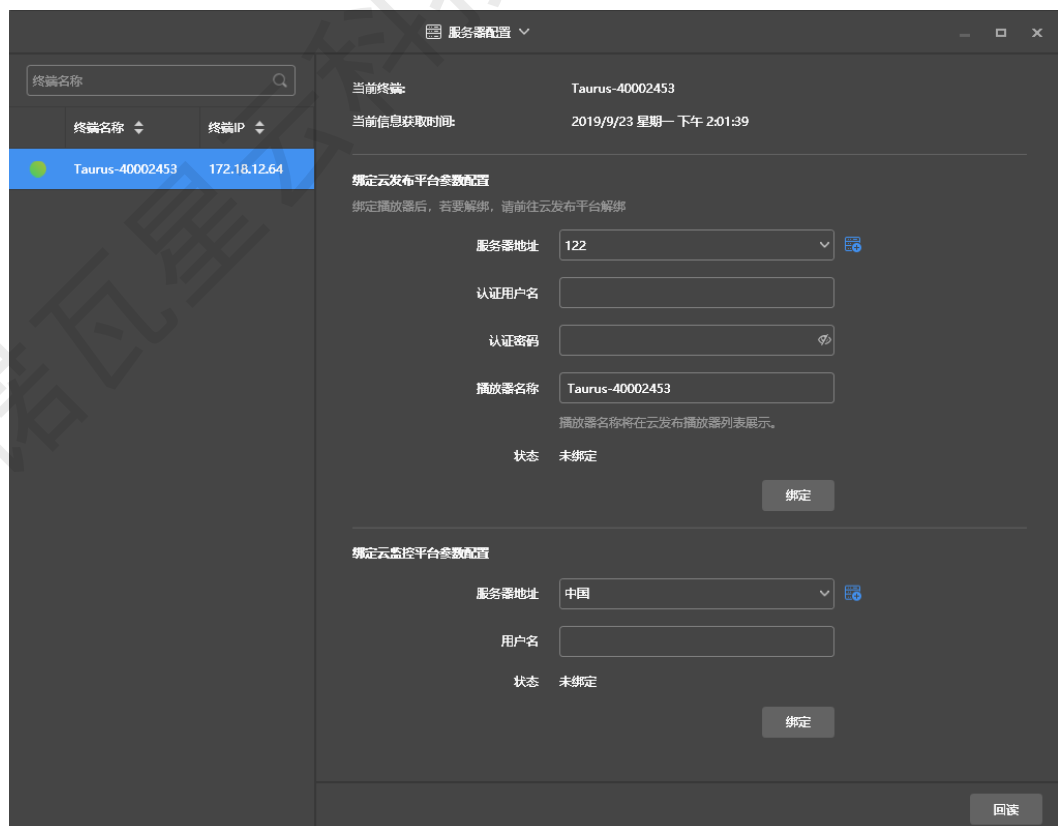 服务器配置
终端名称
终端名称 终端IP
Taurus-40002453 172.18.12.64
当前终端: Taurus-40002453
当前信息获取时间: 2019/9/23 星期一 下午 2:01:39
绑定云发布平台参数配置
绑定播放器后，若要解绑，请前往云发布平台解绑
服务器地址 122
认证用户名
认证密码
播放器名称 Taurus-40002453
播放器名称将在云发布播放器列表展示。
状态 未绑定
绑定
绑定云监控平台参数配置
服务器地址 中国
用户名
状态 未绑定
绑定
回读
诺瓦星云科